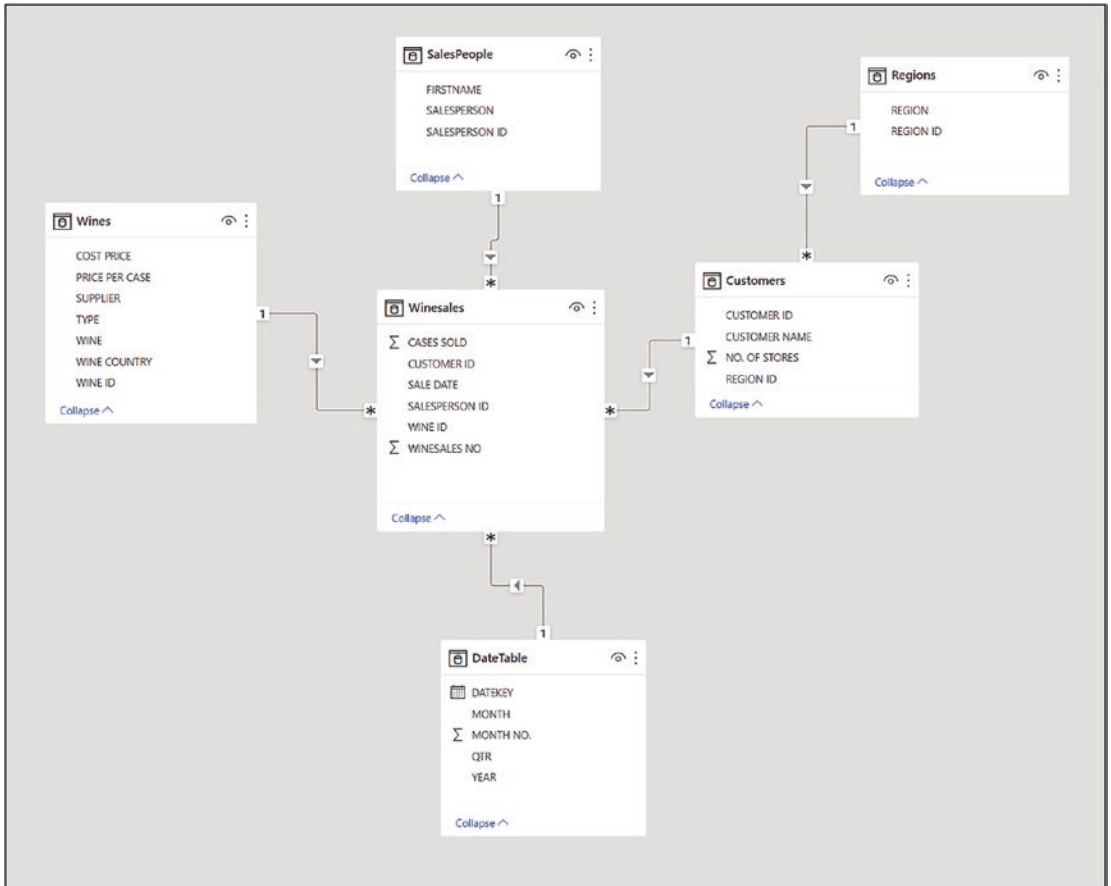 SalesPeople
FIRSTNAME
SALESPERSON
SALESPERSON ID
Collapse
1
*
Regions
REGION
REGION ID
Collapse
1
*
Wines
COST PRICE
PRICE PER CASE
SUPPLIER
TYPE
WINE
WINE COUNTRY
WINE ID
Collapse
1
*
Winesales
Σ CASES SOLD
CUSTOMER ID
SALE DATE
SALESPERSON ID
WINE ID
Σ WINESALES NO
Collapse
Customers
CUSTOMER ID
CUSTOMER NAME
Σ NO. OF STORES
REGION ID
Collapse
1
*
*
1
DateTable
DATEKEY
MONTH
Σ MONTH NO.
QTR
YEAR
Collapse